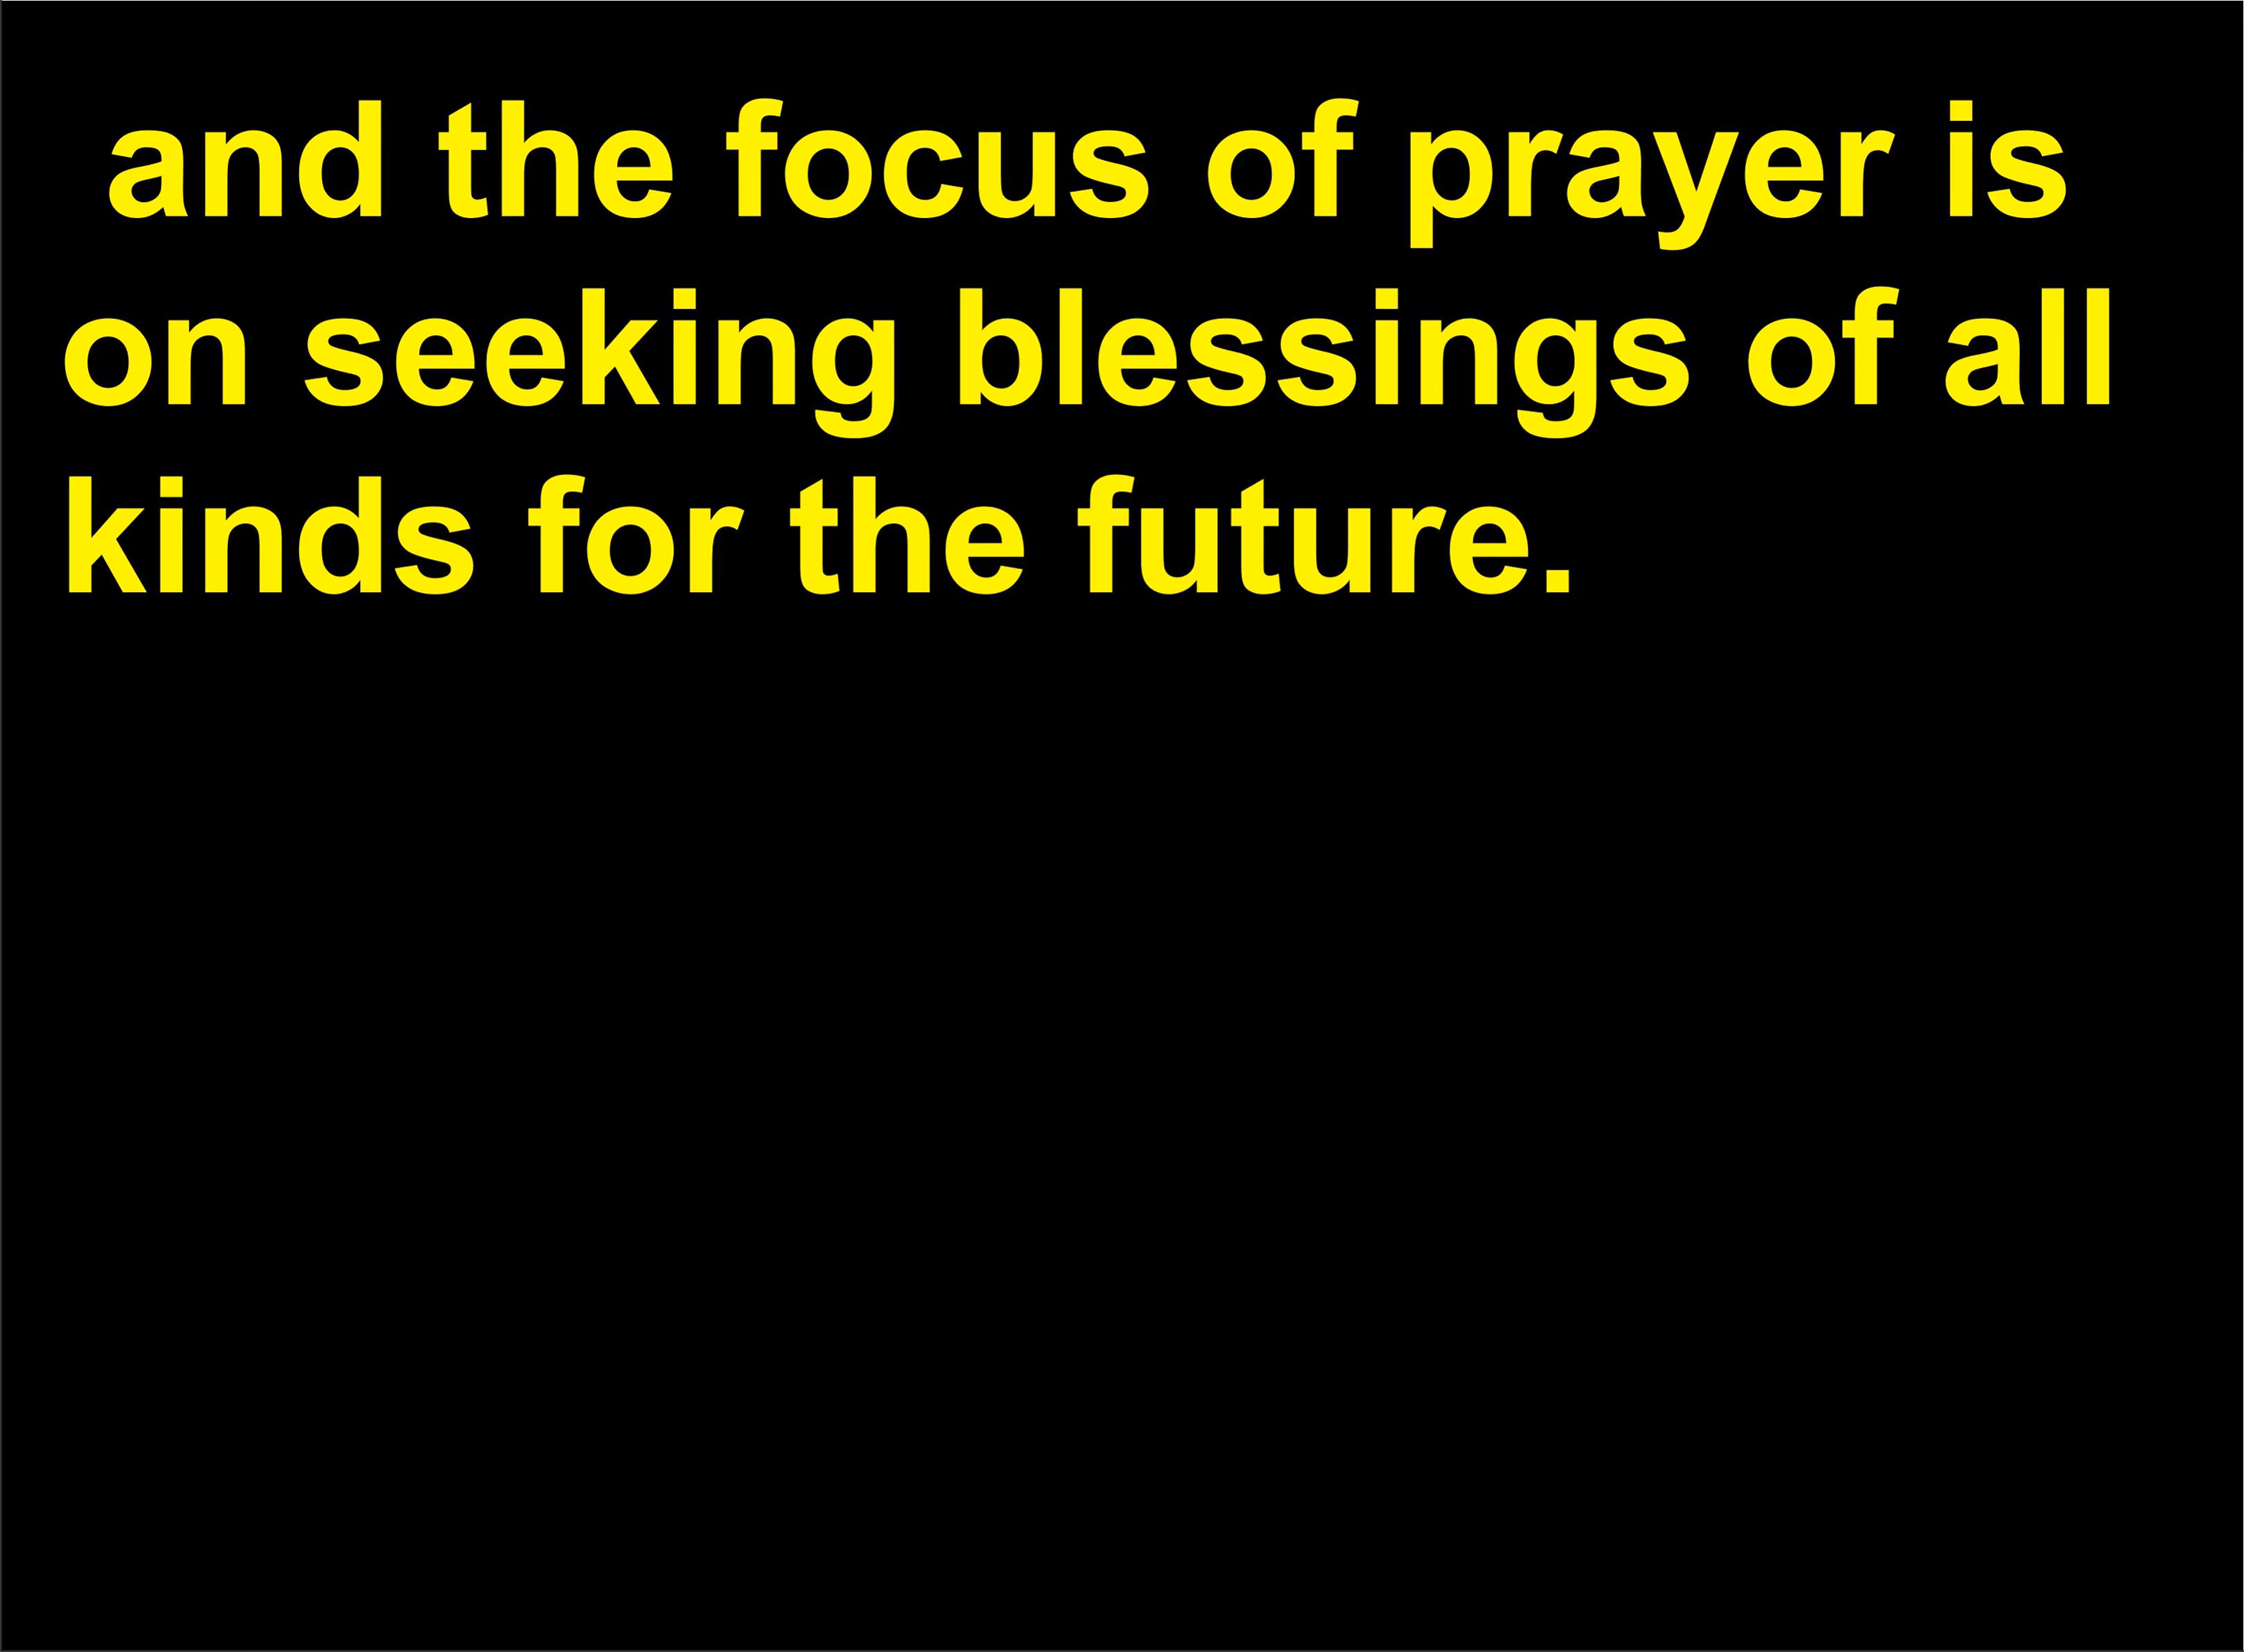 and the focus of prayer is
on seeking blessings of all
kinds for the future.